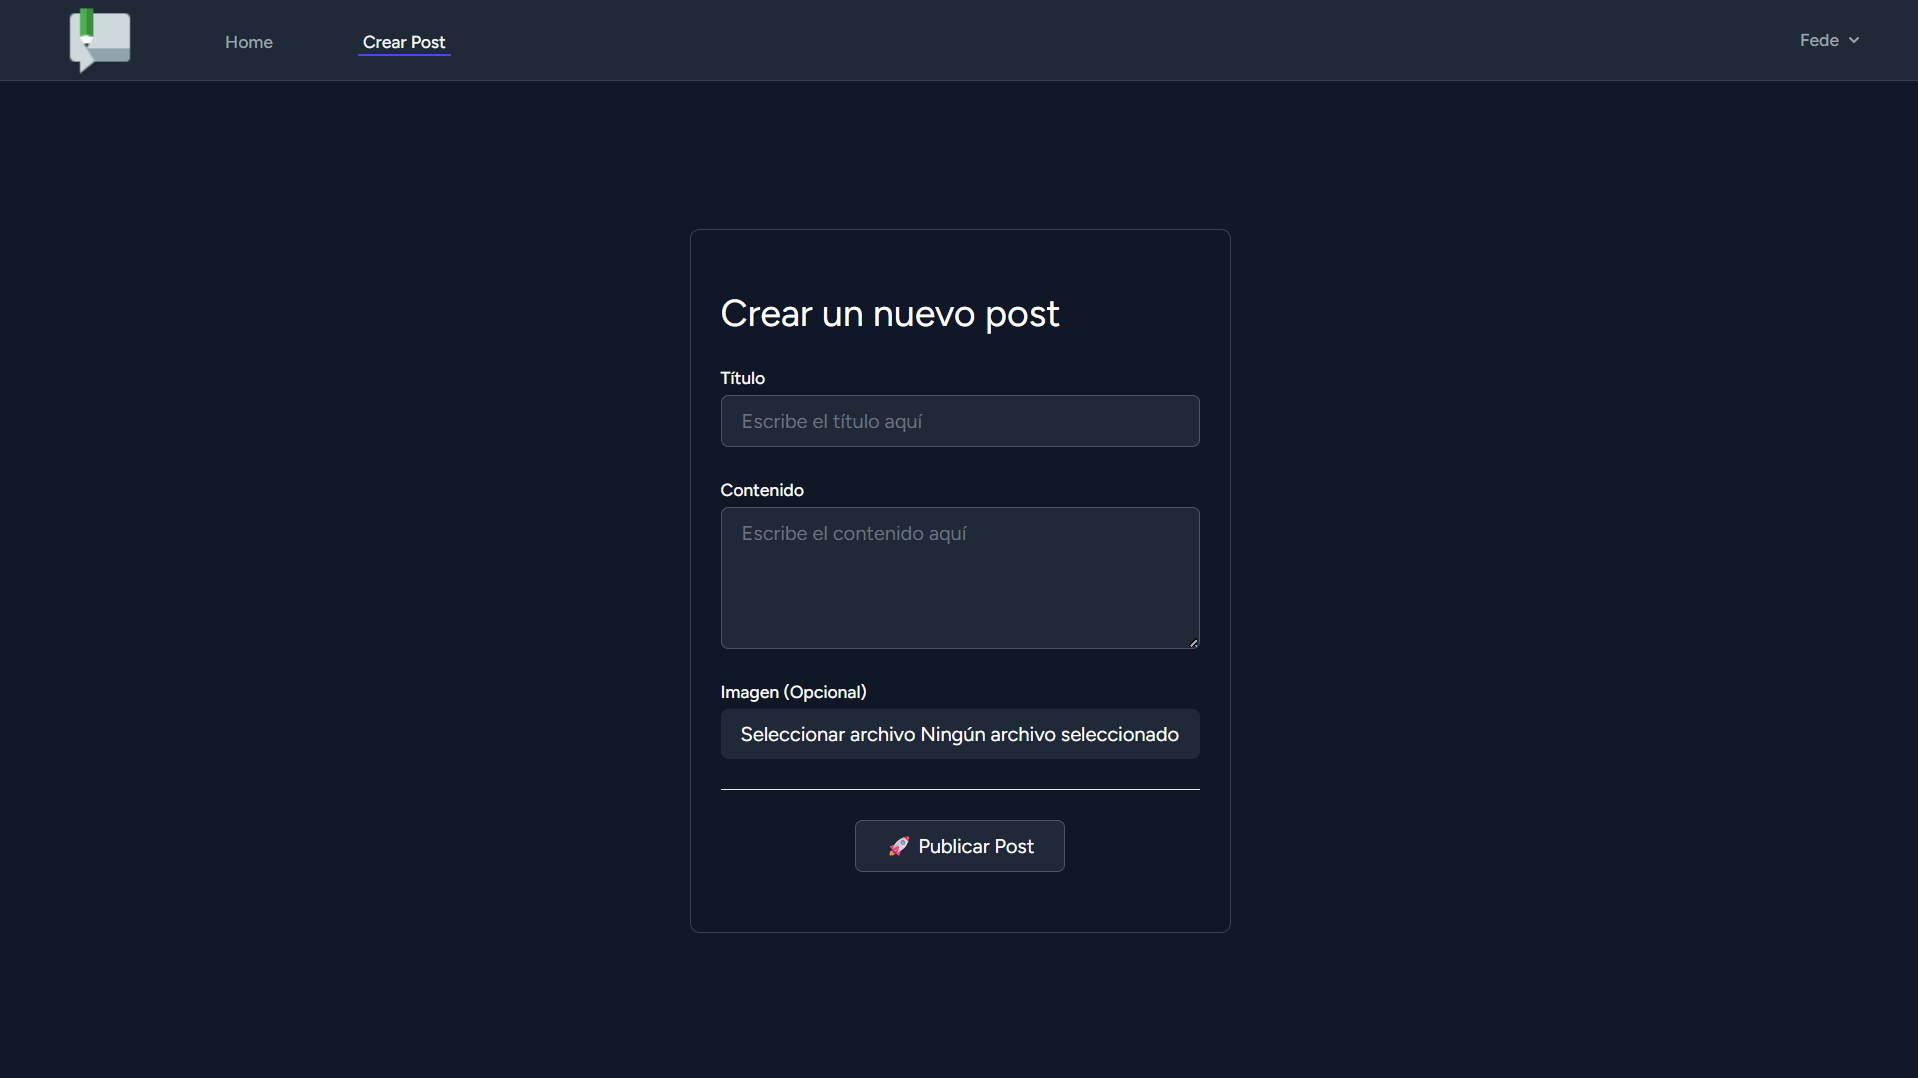 Home
Crear Post
Fede
Crear un nuevo post
Título
Escribe el título aquí
Contenido
Escribe el contenido aquí
Imagen (Opcional)
Seleccionar archivo Ningún archivo seleccionado
🚀 Publicar Post